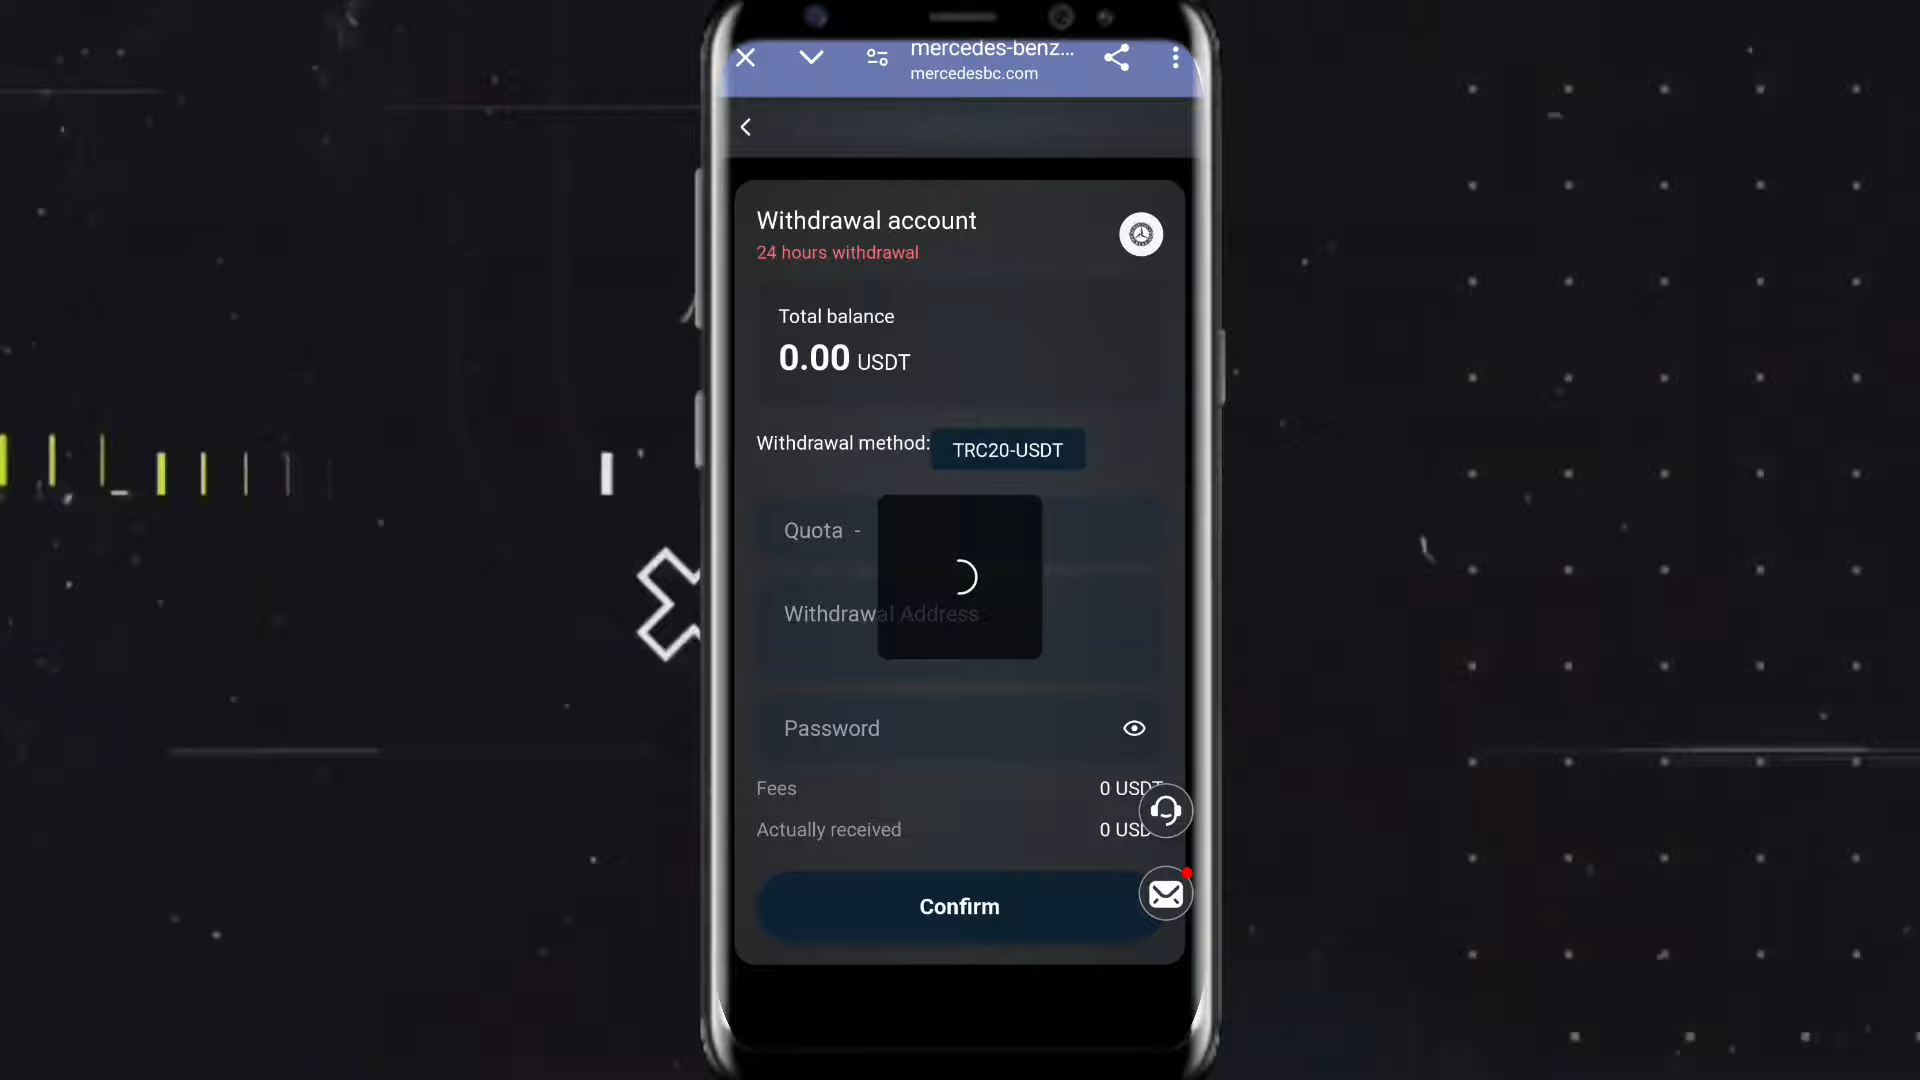 mercedes-benz...
mercedesbc.com
Withdrawal account
24 hours withdrawal
Total balance
0.00 USDT
Withdrawal method: TRC20-USDT
Quota -
Withdrawal Address
Password
Fees 0 USDT
Actually received 0 USD
Confirm